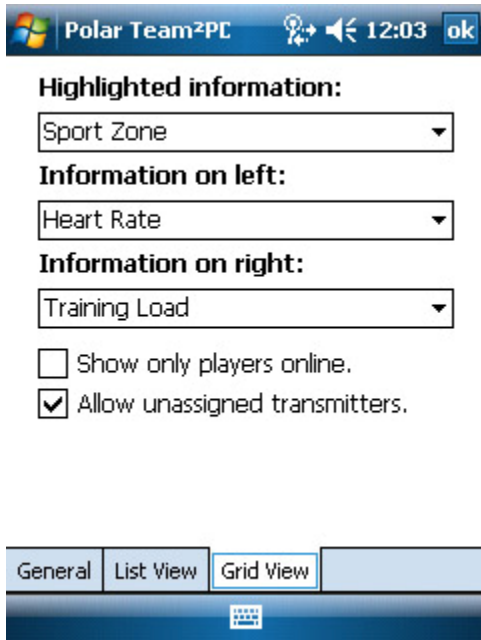 Polar Team²PC 12:03 ok
Highlighted information:
Sport Zone
Information on left:
Heart Rate
Information on right:
Training Load
Show only players online.
Allow unassigned transmitters.
General List View Grid View